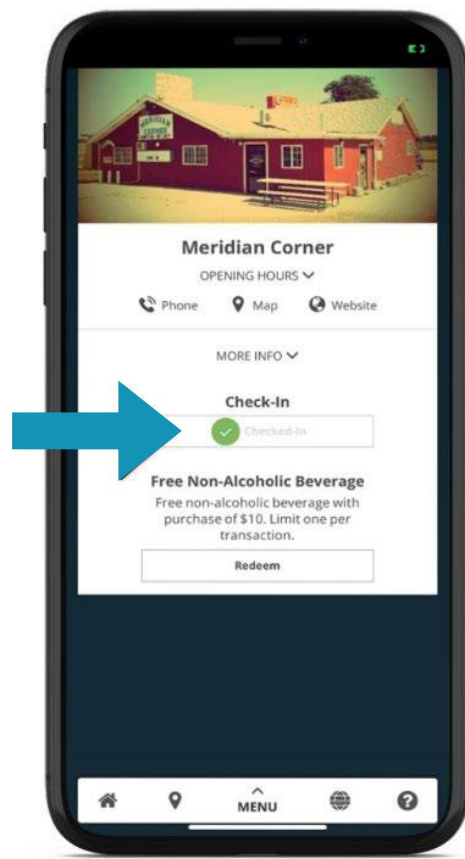 MERIDIAN
CORNER
Meridian Corner
OPENING HOURS
Phone Map Website
MORE INFO
Check-In
Checked-In
Free Non-Alcoholic Beverage
Free non-alcoholic beverage with
purchase of $10. Limit one per
transaction.
Redeem
MENU